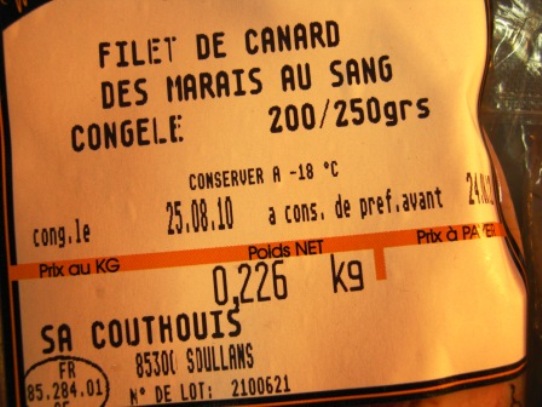 FILET DE CANARD
DES MARAIS AU SANG
CONGELE 200/250grs
CONSERVER A -18 °C
cong.le 25.08.10 a cons. de pref.avant
Prix au KG Poids NET Prix à PAYER
0,226 kg
SA COUTHOUIS
85300 SOULLANS
N° DE LOT: 2100621
FR
85.284.01